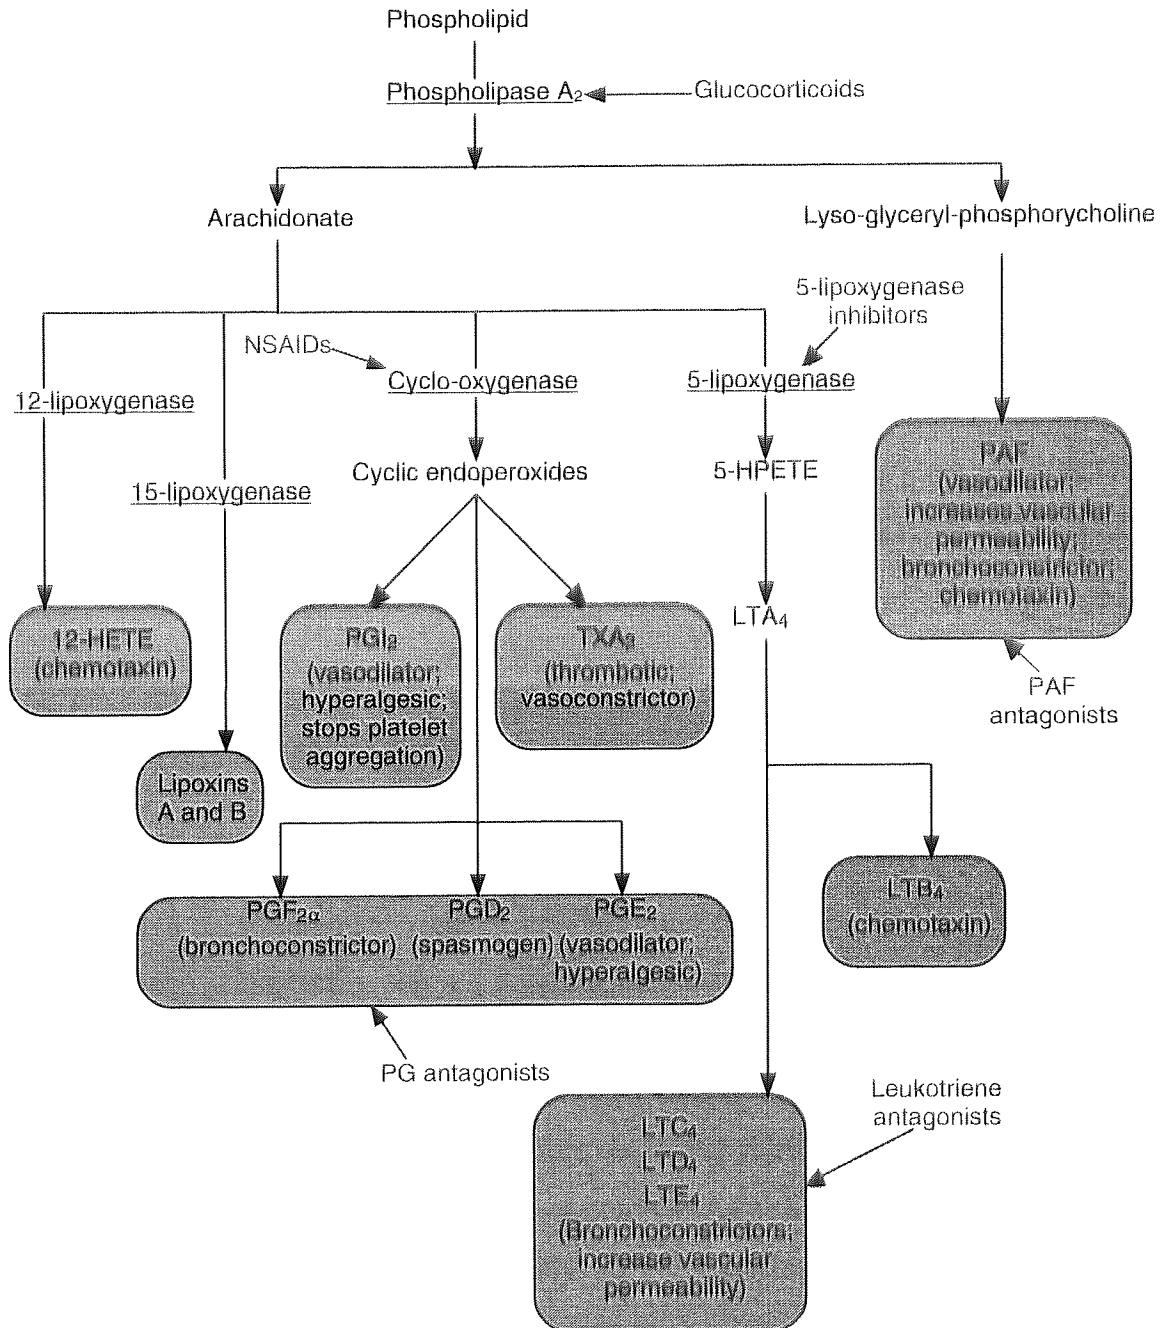 Phospholipid
Phospholipase A₂
Glucocorticoids
Arachidonate
Lyso-glyceryl-phosphorycholine
5-lipoxygenase
inhibitors
NSAIDs
12-lipoxygenase
Cyclo-oxygenase
5-lipoxygenase
15-lipoxygenase
Cyclic endoperoxides
5-HPETE
PAF
(vasodilator;
increases vascular
permeability;
bronchoconstrictor;
chemotaxin)
12-HETE
(chemotaxin)
PGI₂
(vasodilator;
hyperalgesic;
stops platelet
aggregation)
TXA₂
(thrombotic;
vasoconstrictor)
LTA₄
PAF
antagonists
Lipoxins
A and B
PGF₂α
(bronchoconstrictor)
PGD₂
(spasmogen)
PGE₂
(vasodilator;
hyperalgesic)
LTB₄
(chemotaxin)
PG antagonists
Leukotriene
antagonists
LTC₄
LTD₄
LTE₄
(Bronchoconstrictors;
increase vascular
permeability)